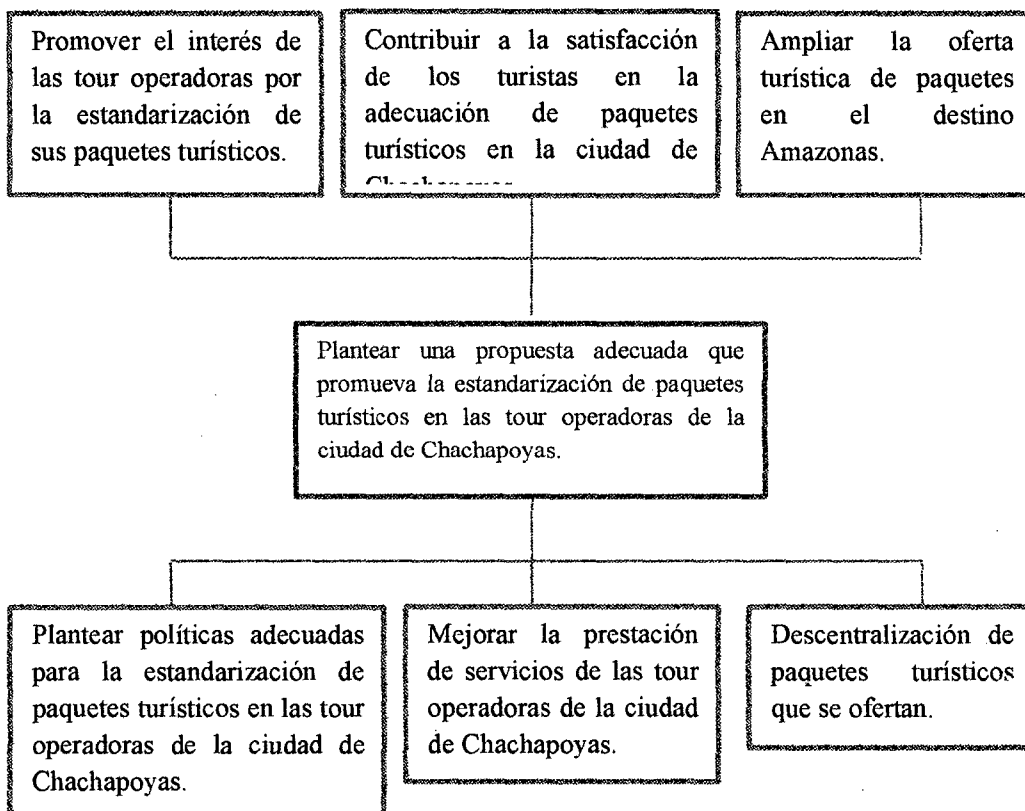 Promover el interés de
las tour operadoras por
la estandarización de
sus paquetes turísticos.
Contribuir a la satisfacción
de los turistas en la
adecuación de paquetes
turísticos en la ciudad de
Ampliar la oferta
turística de paquetes
en el destino
Amazonas.
Plantear una propuesta adecuada que
promueva la estandarización de paquetes
turísticos en las tour operadoras de la
ciudad de Chachapoyas.
Plantear políticas adecuadas
para la estandarización de
paquetes turísticos en las tour
operadoras de la ciudad de
Chachapoyas.
Mejorar la prestación
de servicios de las tour
operadoras de la ciudad
de Chachapoyas.
Descentralización de
paquetes turísticos
que se ofertan.